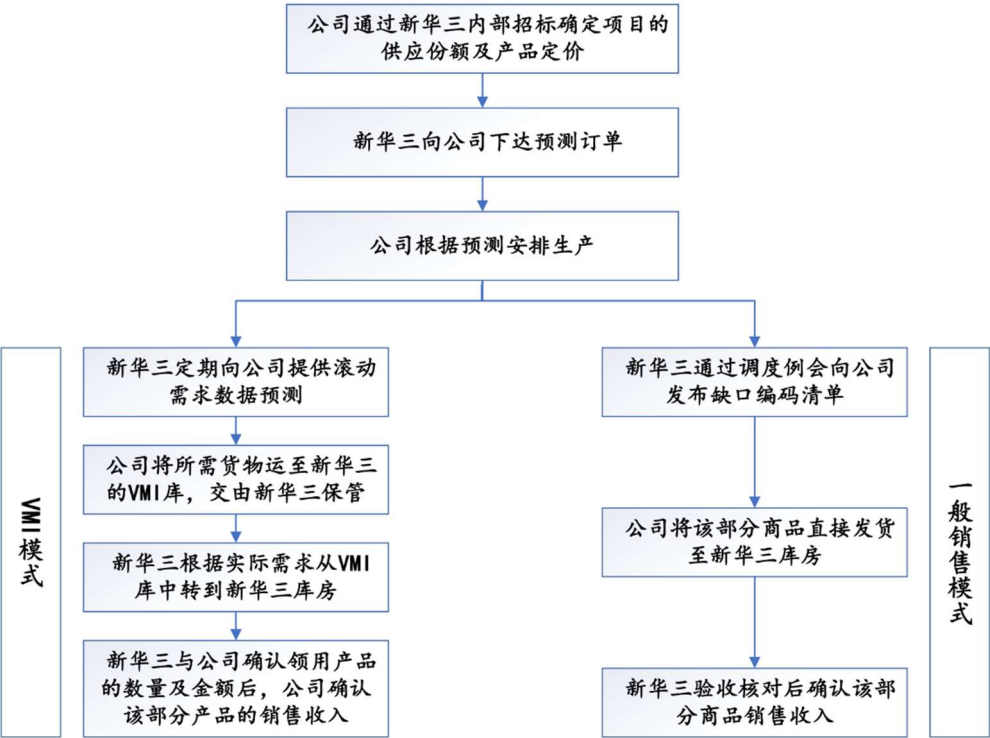 公司通过新华三内部招标确定项目的
供应份额及产品定价
新华三向公司下达预测订单
公司根据预测安排生产
VMI模式
新华三定期向公司提供滚动
需求数据预测
公司将所需货物运至新华三
的VMI库，交由新华三保管
新华三根据实际需求从VMI
库中转到新华三库房
新华三与公司确认领用产品
的数量及金额后，公司确认
该部分产品的销售收入
新华三通过调度例会向公司
发布缺口编码清单
公司将该部分商品直接发货
至新华三库房
新华三验收核对后确认该部
分商品销售收入
一般销售模式